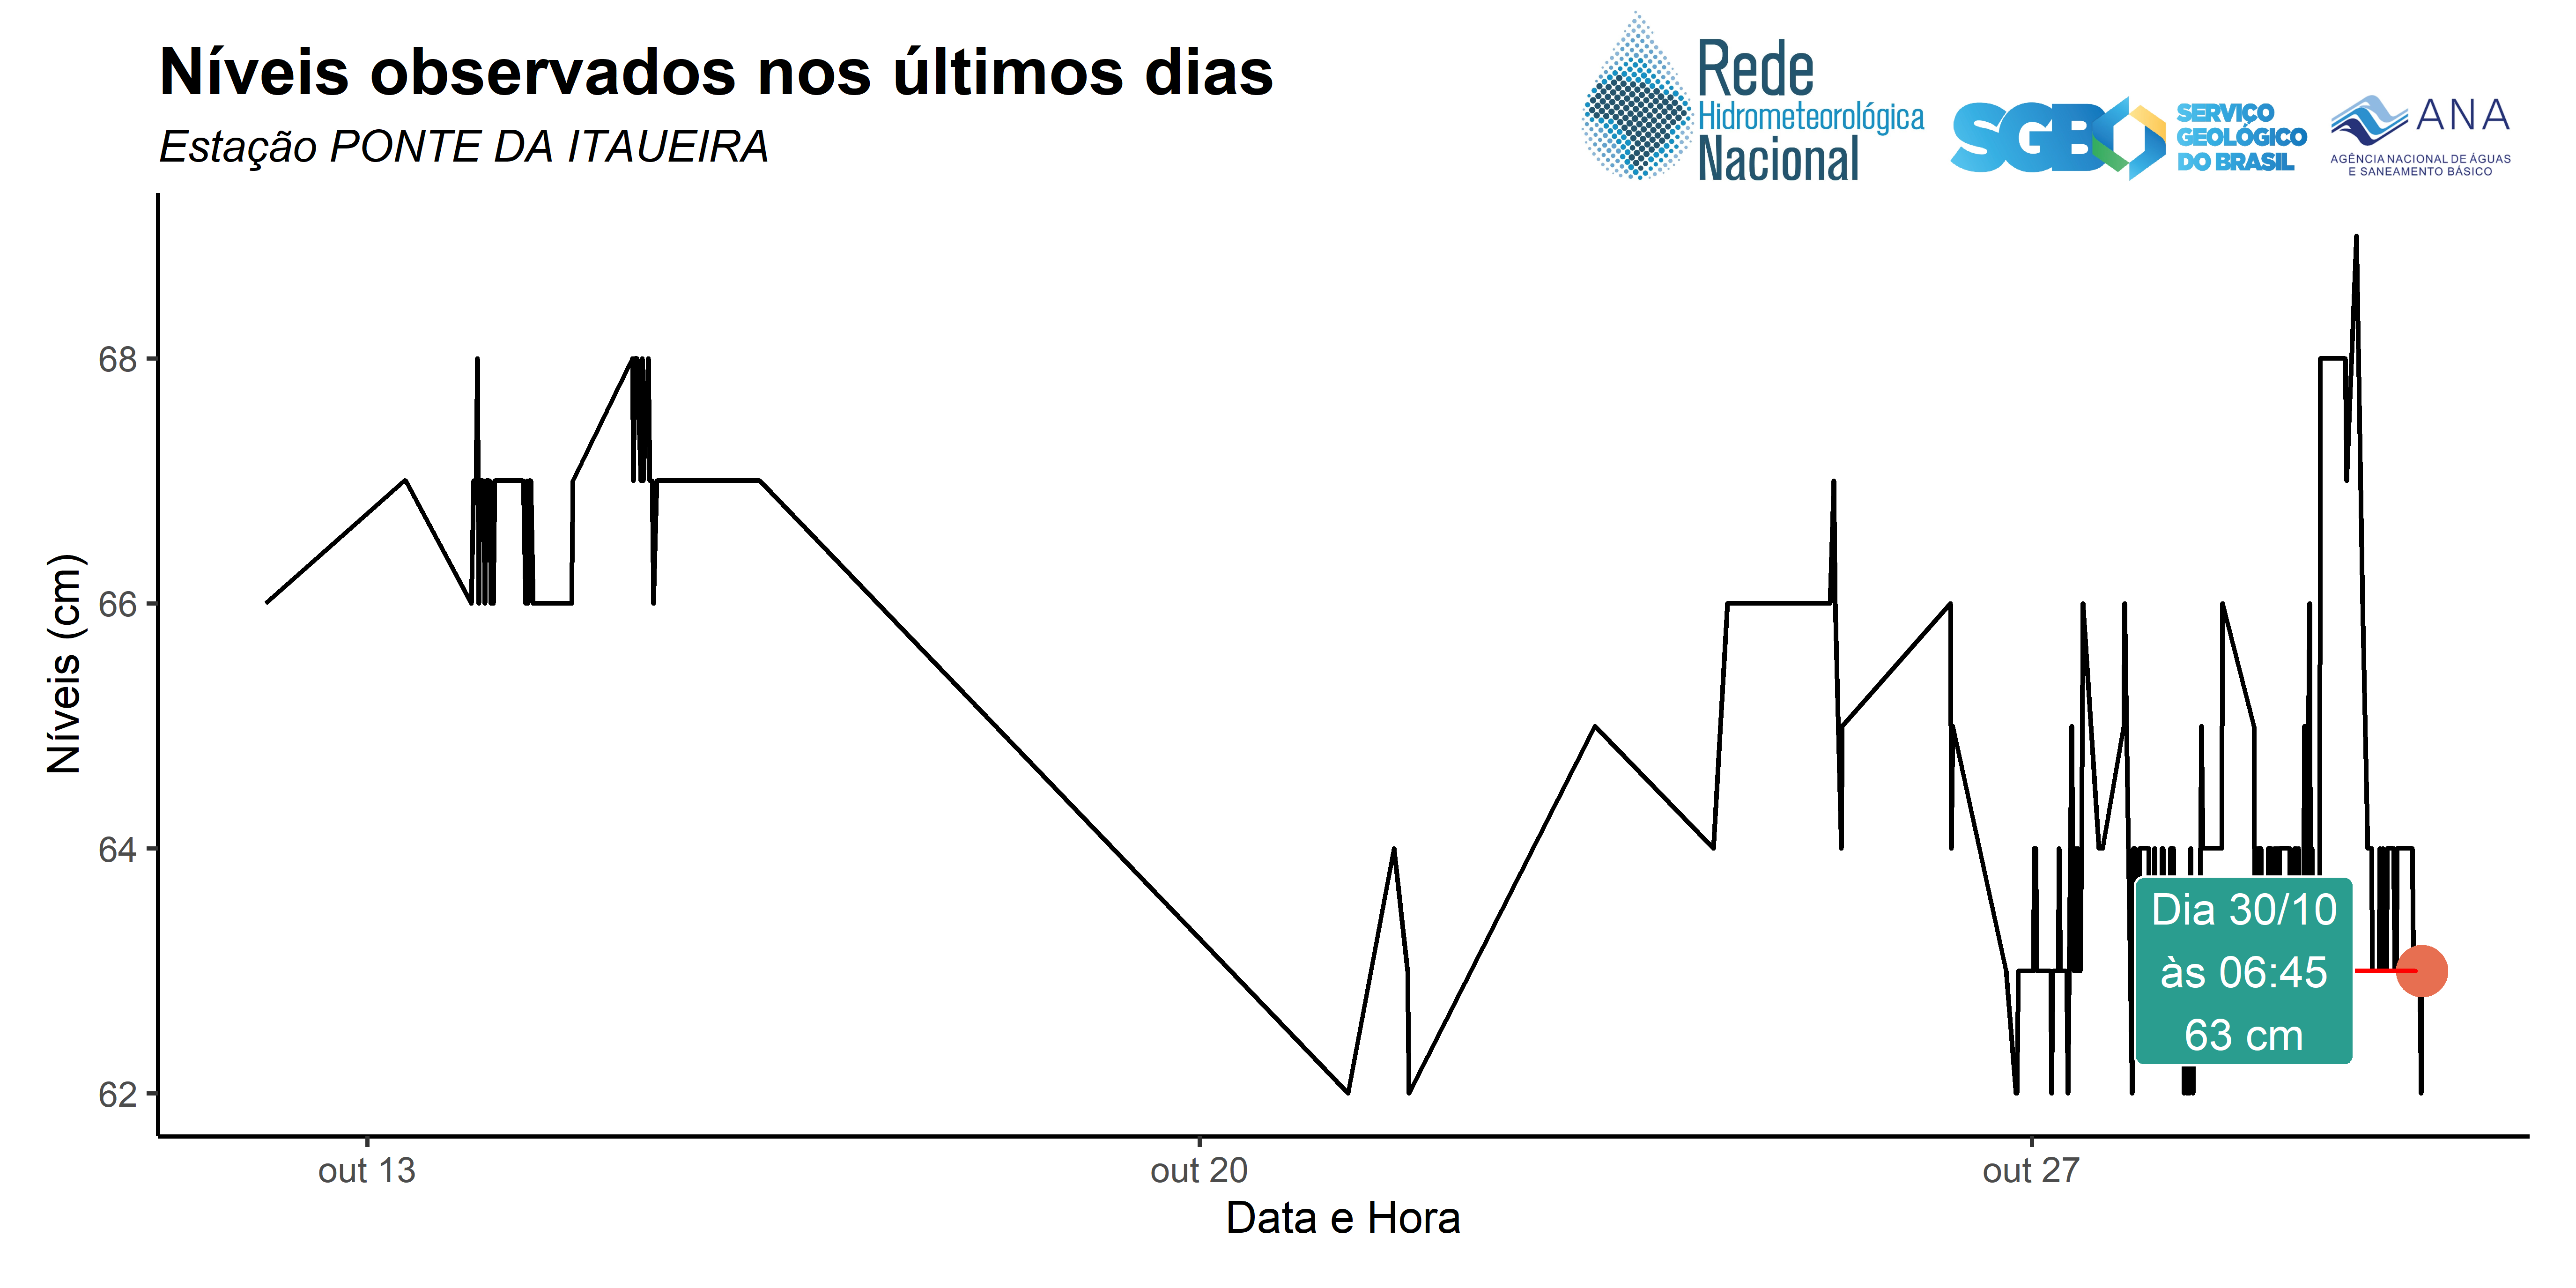 Níveis observados nos últimos dias
Estação PONTE DA ITAUEIRA
Rede
Hidrometeorológica
Nacional
SGB
SERVIÇO
GEOLÓGICO
DO BRASIL
ANA
AGÊNCIA NACIONAL DE ÁGUAS
E SANEAMENTO BÁSICO
Níveis (cm)
68
66
64
62
Dia 30/10
às 06:45
63 cm
out 13
out 20
out 27
Data e Hora